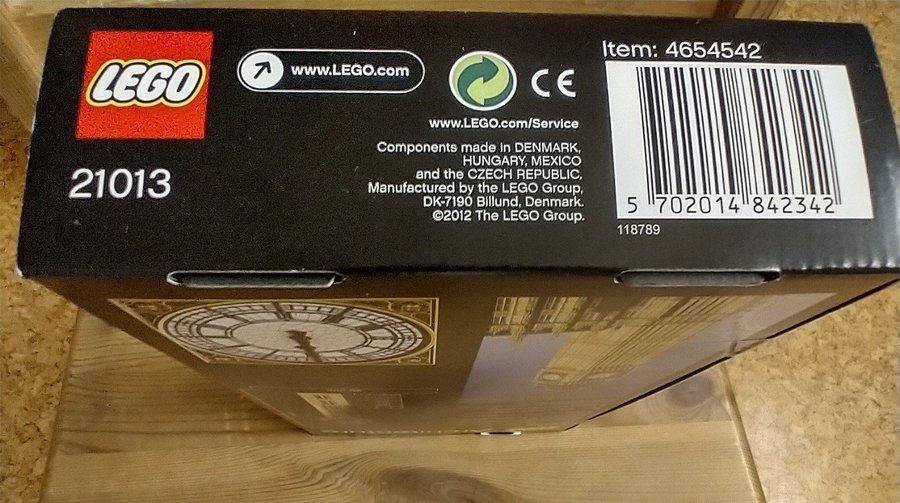 LEGO
www.LEGO.com
CE
Item: 4654542
www.LEGO.com/Service
21013
Components made in DENMARK,
HUNGARY, MEXICO
and the CZECH REPUBLIC.
Manufactured by the LEGO Group,
DK-7190 Billund, Denmark.
©2012 The LEGO Group.
5 702014 842342
118789